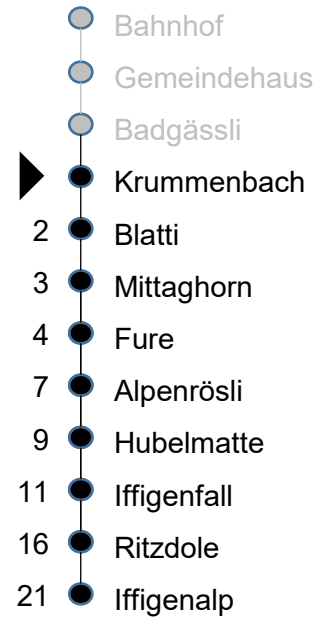 Bahnhof
Gemeindehaus
Badgässli
Krummenbach
2 Blatti
3 Mittaghorn
4 Fure
7 Alpenrösli
9 Hubelmatte
11 Iffigenfall
16 Ritzdole
21 Iffigenalp